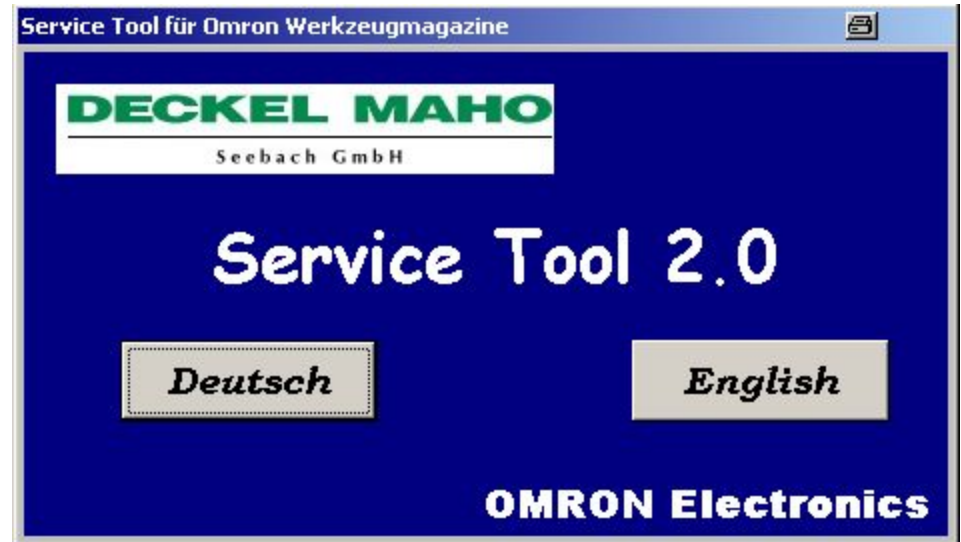 Service Tool für Omron Werkzeugmagazine
DECKEL MAHO
Seebach GmbH
Service Tool 2.0
Deutsch
English
OMRON Electronics